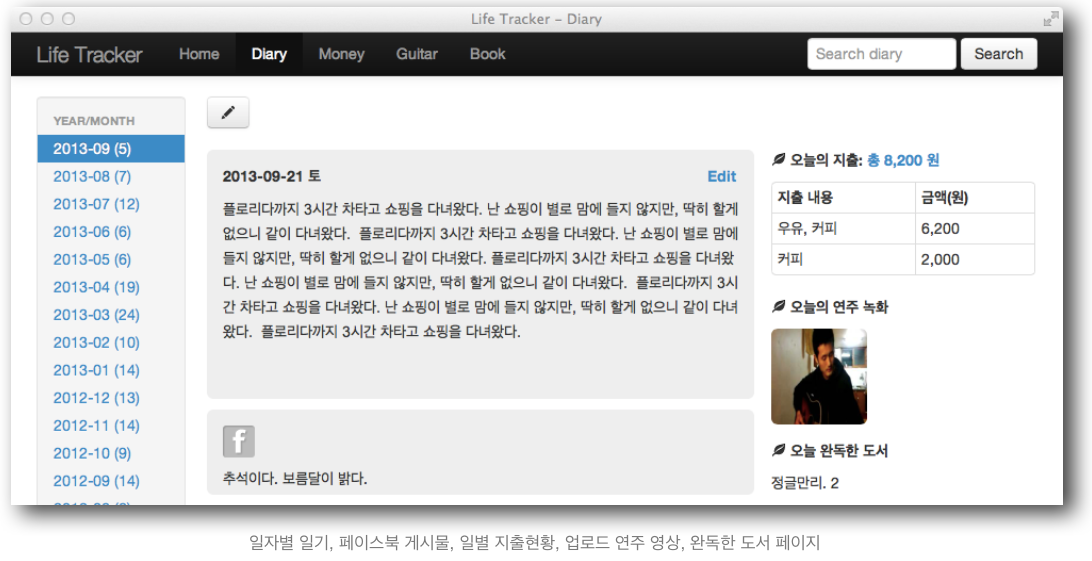 Life Tracker – Diary
Life Tracker
Home
Diary
Money
Guitar
Book
Search diary
Search
YEAR/MONTH
2013-09 (5)
2013-08 (7)
2013-07 (12)
2013-06 (6)
2013-05 (6)
2013-04 (19)
2013-03 (24)
2013-02 (10)
2013-01 (14)
2012-12 (13)
2012-11 (14)
2012-10 (9)
2012-09 (14)
2013-09-21 토
Edit
플로리다까지 3시간 차타고 쇼핑을 다녀왔다. 난 쇼핑이 별로 맘에 들지 않지만, 딱히 할게
없으니 같이 다녀왔다. 플로리다까지 3시간 차타고 쇼핑을 다녀왔다. 난 쇼핑이 별로 맘에
들지 않지만, 딱히 할게 없으니 같이 다녀왔다. 플로리다까지 3시간 차타고 쇼핑을 다녀왔
다. 난 쇼핑이 별로 맘에 들지 않지만, 딱히 할게 없으니 같이 다녀왔다. 플로리다까지 3시
간 차타고 쇼핑을 다녀왔다. 난 쇼핑이 별로 맘에 들지 않지만, 딱히 할게 없으니 같이 다녀
왔다. 플로리다까지 3시간 차타고 쇼핑을 다녀왔다.
f
추석이다. 보름달이 밝다.
오늘의 지출: 총 8,200 원
지출 내용 금액(원)
우유, 커피 6,200
커피 2,000
오늘의 연주 녹화
오늘 완독한 도서
정글만리. 2
일자별 일기, 페이스북 게시물, 일별 지출현황, 업로드 연주 영상, 완독한 도서 페이지